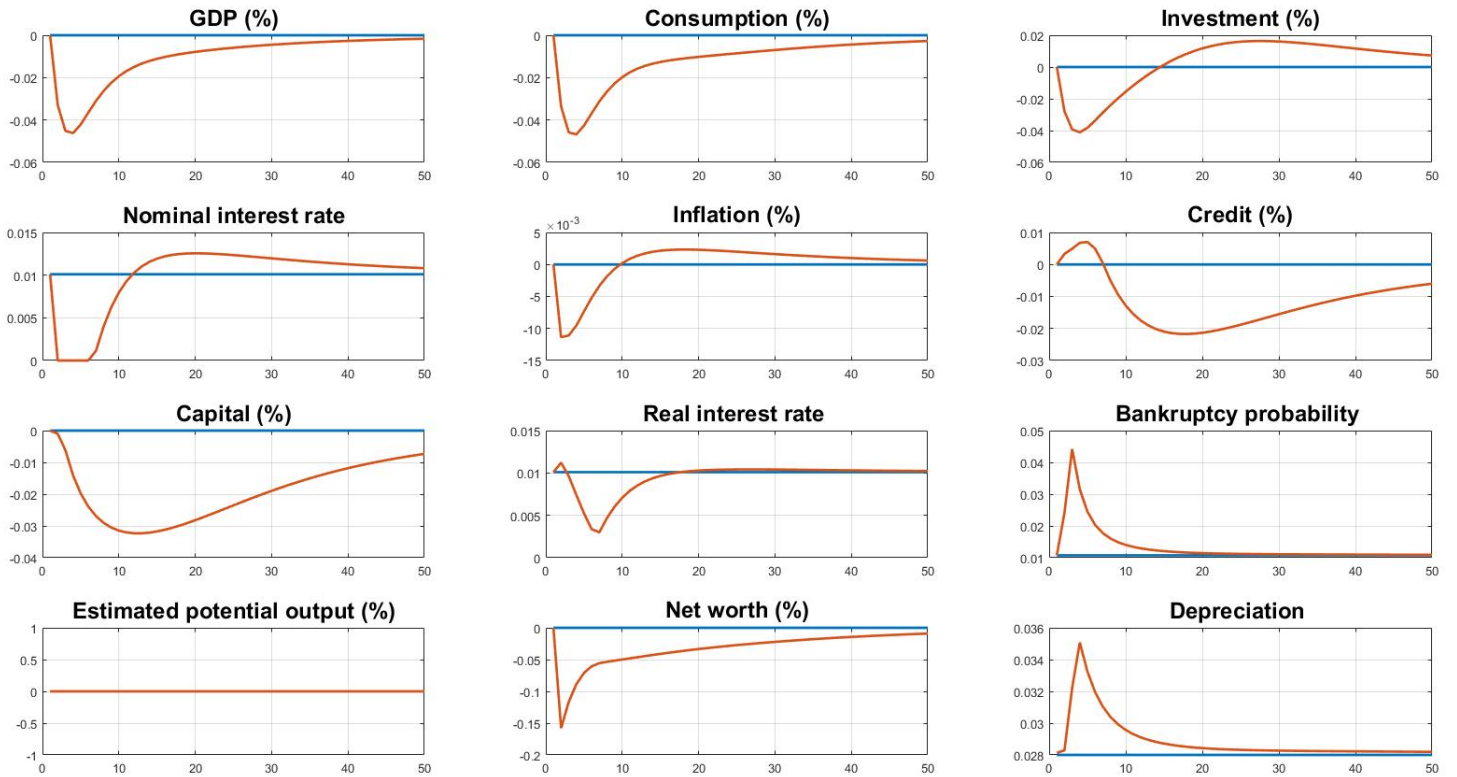 GDP (%)
0
-0.02
-0.04
-0.06
0 10 20 30 40 50
Consumption (%)
0
-0.02
-0.04
-0.06
0 10 20 30 40 50
Investment (%)
0.02
0
-0.02
-0.04
-0.06
0 10 20 30 40 50
Nominal interest rate
0.015
0.01
0.005
0
0 10 20 30 40 50
Inflation (%)
× 10-3
5
0
-5
-10
-15
0 10 20 30 40 50
Credit (%)
0.01
0
-0.01
-0.02
-0.03
0 10 20 30 40 50
Capital (%)
0
-0.01
-0.02
-0.03
-0.04
0 10 20 30 40 50
Real interest rate
0.015
0.01
0.005
0
0 10 20 30 40 50
Bankruptcy probability
0.05
0.04
0.03
0.02
0.01
0 10 20 30 40 50
Estimated potential output (%)
1
0.5
0
-0.5
-1
0 10 20 30 40 50
Net worth (%)
0
-0.05
-0.1
-0.15
-0.2
0 10 20 30 40 50
Depreciation
0.036
0.034
0.032
0.03
0.028
0 10 20 30 40 50